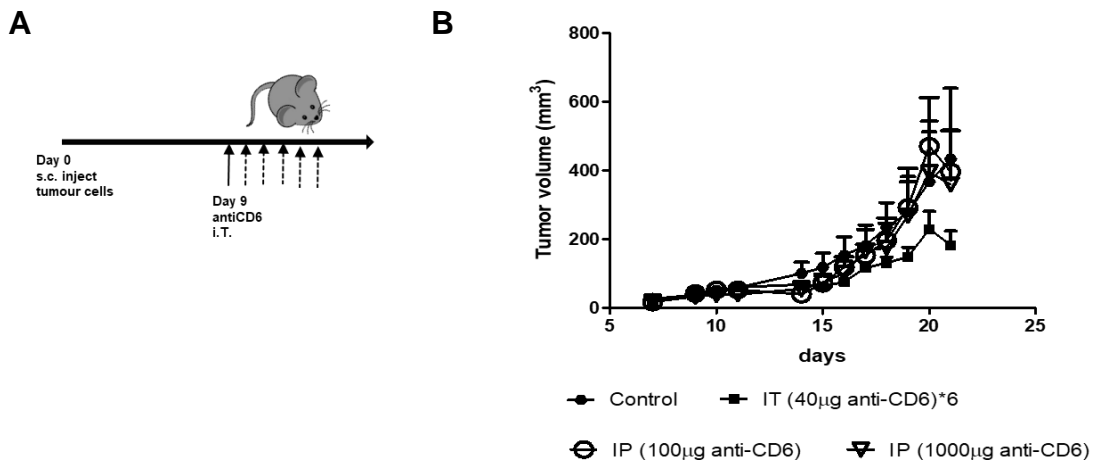 A
Day 0
s.c. inject
tumour cells
Day 9
antiCD6
i.T.
B
Tumor volume (mm³)
800
600
400
200
0
5 10 15 20 25
days
Control IT (40μg anti-CD6)*6
IP (100μg anti-CD6) IP (1000μg anti-CD6)